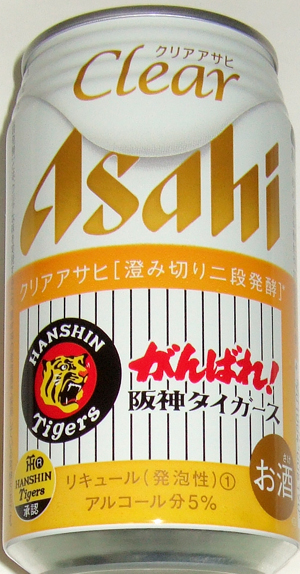 クリアアサヒ
Clear
Asahi
クリアアサヒ[澄み切り二段発酵]*
HANSHIN
Tigers
がんばれ!
阪神タイガース
HANSHIN
Tigers
承認
リキュール(発泡性)①
アルコール分5%
さけ
お酒